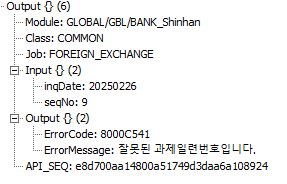 Output {} (6)
Module: GLOBAL/GBL/BANK_Shinhan
Class: COMMON
Job: FOREIGN_EXCHANGE
Input {} (2)
inqDate: 20250226
seqNo: 9
Output {} (2)
ErrorCode: 8000C541
ErrorMessage: 잘못된 과제일련번호입니다.
API_SEQ: e8d700aa14800a51749d3daa6a108924